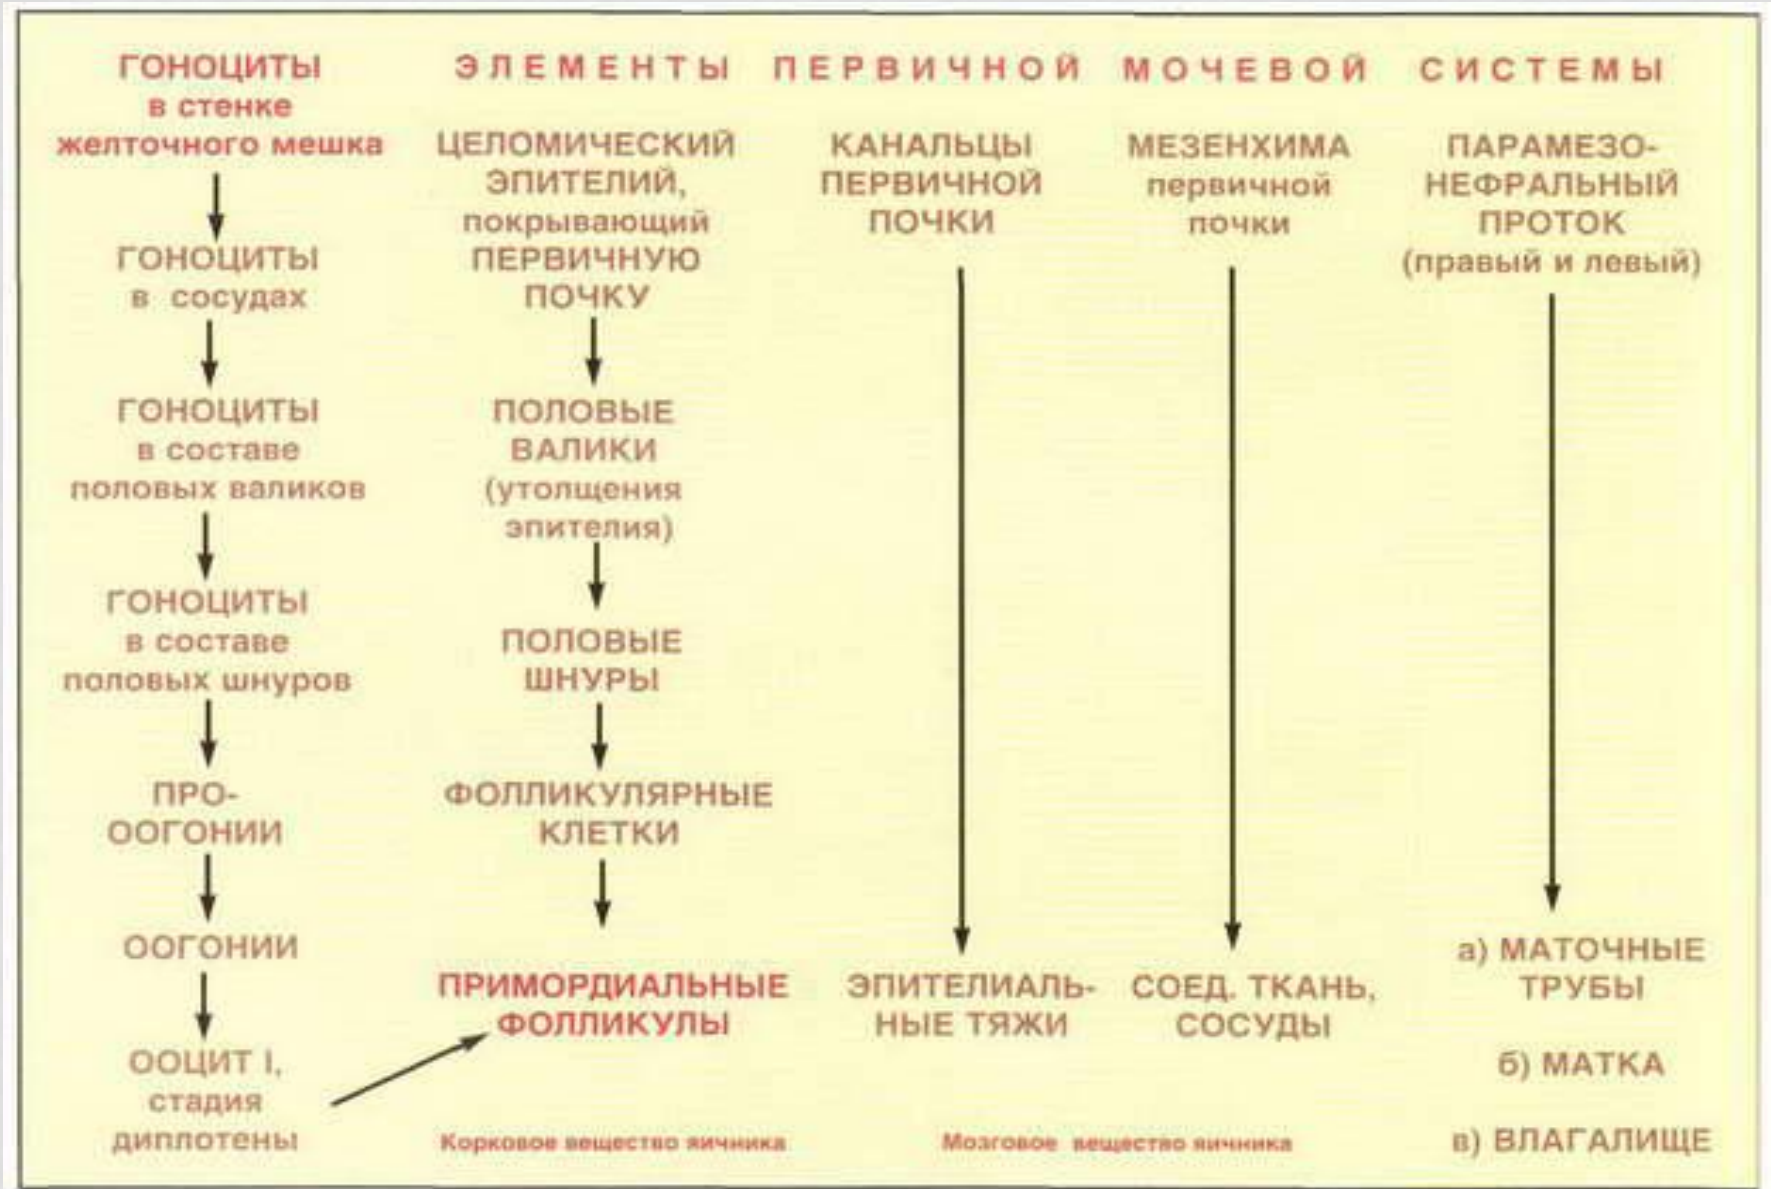 ГОНОЦИТЫ
в стенке
желточного мешка
ГОНОЦИТЫ
в сосудах
ГОНОЦИТЫ
в составе
половых валиков
ГОНОЦИТЫ
в составе
половых шнуров
ПРО-
ООГОНИИ
ООГОНИИ
ООЦИТ I,
стадия
диплотены
ЭЛЕМЕНТЫ ПЕРВИЧНОЙ МОЧЕВОЙ СИСТЕМЫ
ЦЕЛОМИЧЕСКИЙ
ЭПИТЕЛИЙ,
покрывающий
ПЕРВИЧНУЮ
ПОЧКУ
ПОЛОВЫЕ
ВАЛИКИ
(утолщения
эпителия)
ПОЛОВЫЕ
ШНУРЫ
ФОЛЛИКУЛЯРНЫЕ
КЛЕТКИ
ПРИМОРДИАЛЬНЫЕ
ФОЛЛИКУЛЫ
Корковое вещество яичника
КАНАЛЬЦЫ
ПЕРВИЧНОЙ
ПОЧКИ
ЭПИТЕЛИАЛЬ-
НЫЕ ТЯЖИ
МЕЗЕНХИМА
первичной
почки
СОЕД. ТКАНЬ,
СОСУДЫ
Мозговое вещество яичника
ПАРАМЕЗО-
НЕФРАЛЬНЫЙ
ПРОТОК
(правый и левый)
а) МАТОЧНЫЕ
ТРУБЫ
б) МАТКА
в) ВЛАГАЛИЩЕ